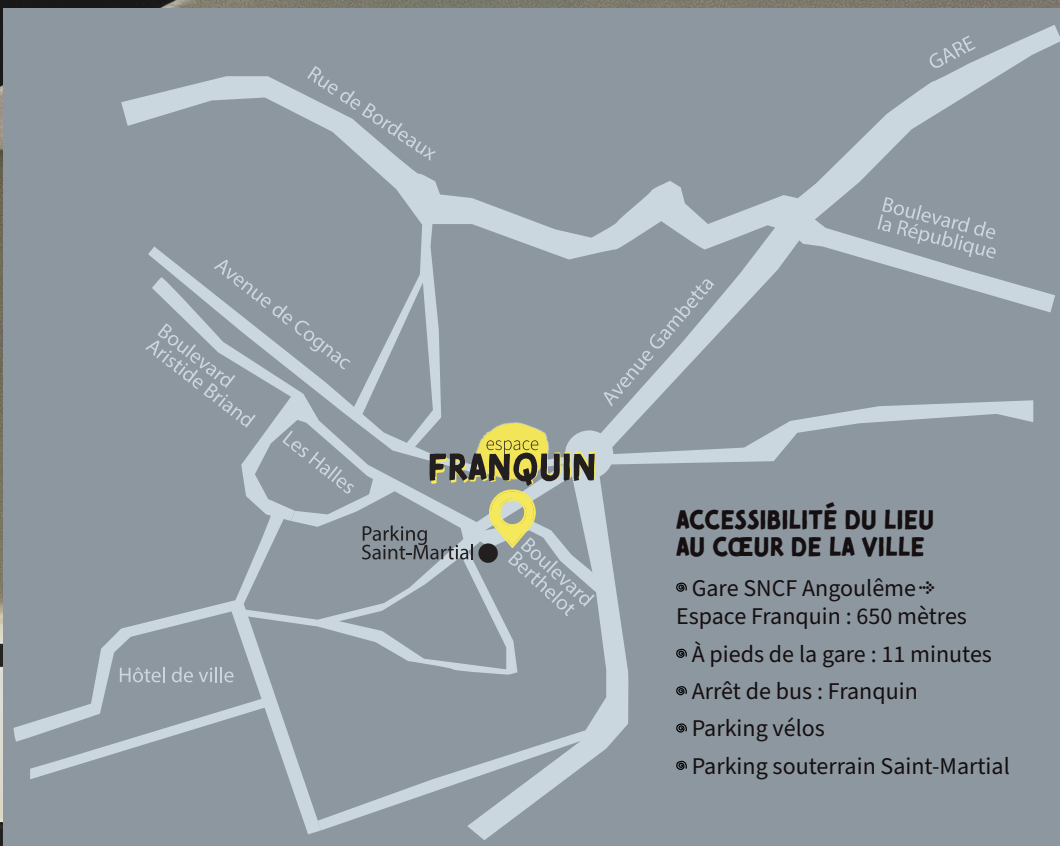 GARE
Rue de Bordeaux
Boulevard de
la République
Avenue de Cognac
Avenue Gambetta
Boulevard
Aristide Briand
Les Halles
espace
FRANQUIN
Parking
Saint-Martial
Boulevard
Berthelot
Hôtel de ville
ACCESSIBILITÉ DU LIEU
AU CŒUR DE LA VILLE
Gare SNCF Angoulême
Espace Franquin : 650 mètres
À pieds de la gare : 11 minutes
Arrêt de bus : Franquin
Parking vélos
Parking souterrain Saint-Martial